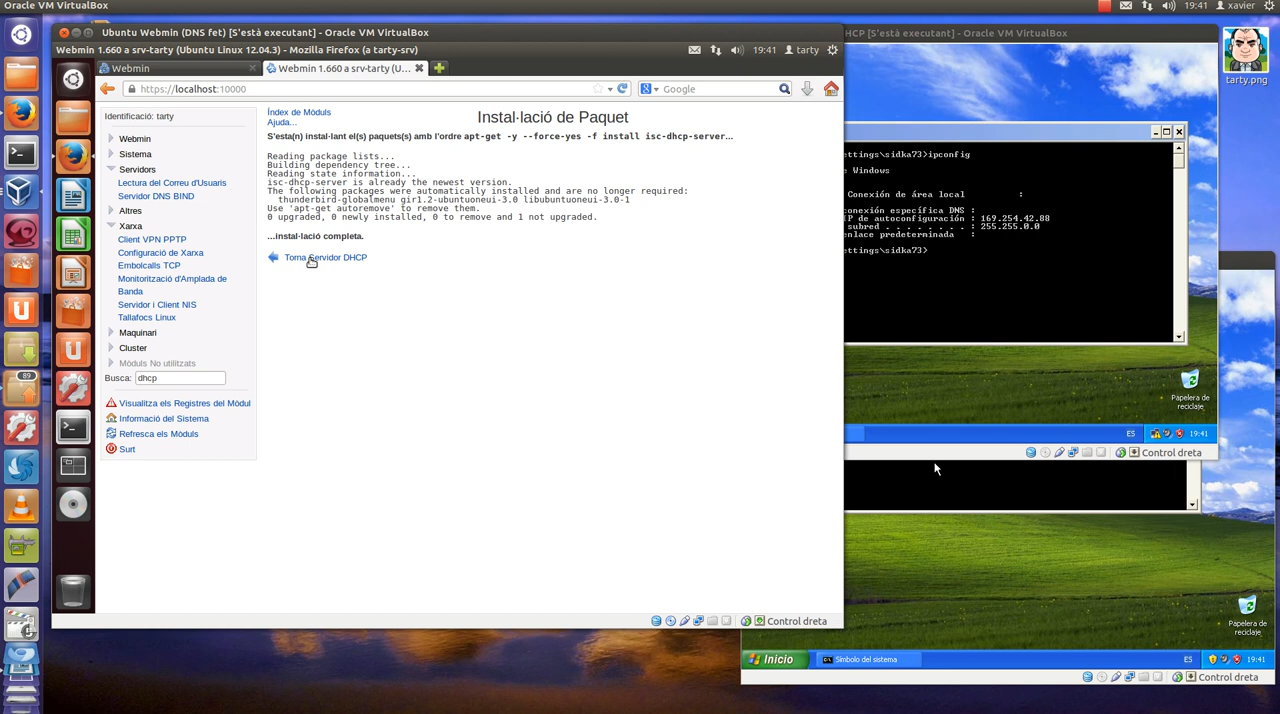 Oracle VM VirtualBox
19:41
xavier
Ubuntu Webmin (DNS fet) [S'està executant] - Oracle VM VirtualBox
Webmin 1.660 a srv-tarty (Ubuntu Linux 12.04.3) - Mozilla Firefox (a tarty-srv)
19:41
tarty
Webmin
Webmin 1.660 a srv-tarty (U...
https://localhost:10000
Google
Identificació: tarty
Webmin
Sistema
Servidors
Lectura del Correu d'Usuaris
Servidor DNS BIND
Altres
Xarxa
Client VPN PPTP
Configuració de Xarxa
Embolcalls TCP
Monitorització d'Amplada de
Banda
Servidor i Client NIS
Tallafocs Linux
Maquinari
Cluster
Mòduls No utilitzats
Busca: dhcp
Visualitza els Registres del Mòdul
Informació del Sistema
Refresca els Mòduls
Surt
Índex de Mòduls
Ajuda...
Instal·lació de Paquet
S'esta(n) instal·lant el(s) paquets(s) amb l'ordre apt-get -y --force-yes -f install isc-dhcp-server...
Reading package lists...
Building dependency tree...
Reading state information...
isc-dhcp-server is already the newest version.
The following packages were automatically installed and are no longer required:
thunderbird-globalmenu gir1.2-ubuntuoneui-3.0 libubuntuoneui-3.0-1
Use 'apt-get autoremove' to remove them.
0 upgraded, 0 newly installed, 0 to remove and 1 not upgraded.
...instal·lació completa.
Torna Servidor DHCP
Control dreta
HCP [S'està executant] - Oracle VM VirtualBox
ettings\sidka73>ipconfig
e Windows
Conexión de área local :
conexión específica DNS :
IP de autoconfiguración : 169.254.42.88
subred . . . . . . . . : 255.255.0.0
enlace predeterminada :
ettings\sidka73>
Papelera de
reciclaje
ES
19:41
Control dreta
Papelera de
reciclaje
Inicio
Símbolo del sistema
ES
19:41
Control dreta
tarty.png
89